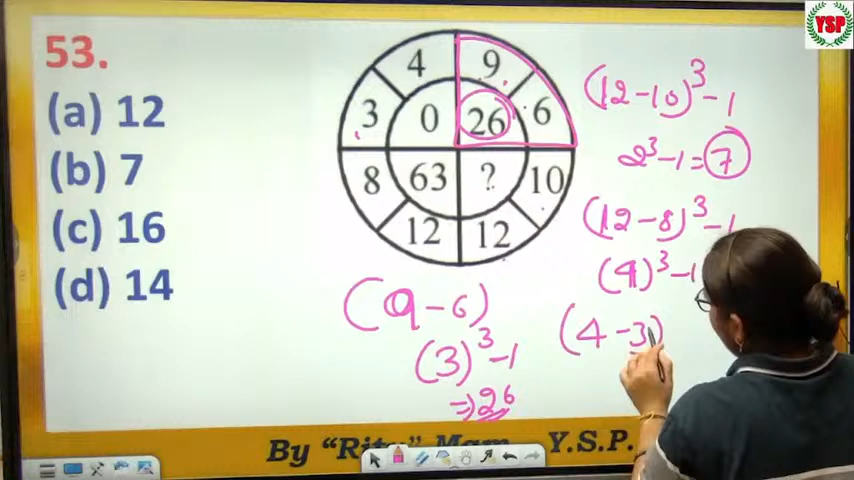 YSP
53.
(a) 12
(b) 7
(c) 16
(d) 14
4 9
3 0 26 6
8 63 ? 10
12 12
(12-10)³-1
2³-1=7
(12-8)³-1
(4)³-1
(4-3)
(9-6)
(3)³-1
⇒26
By "Ritu" Mam Y.S.P.